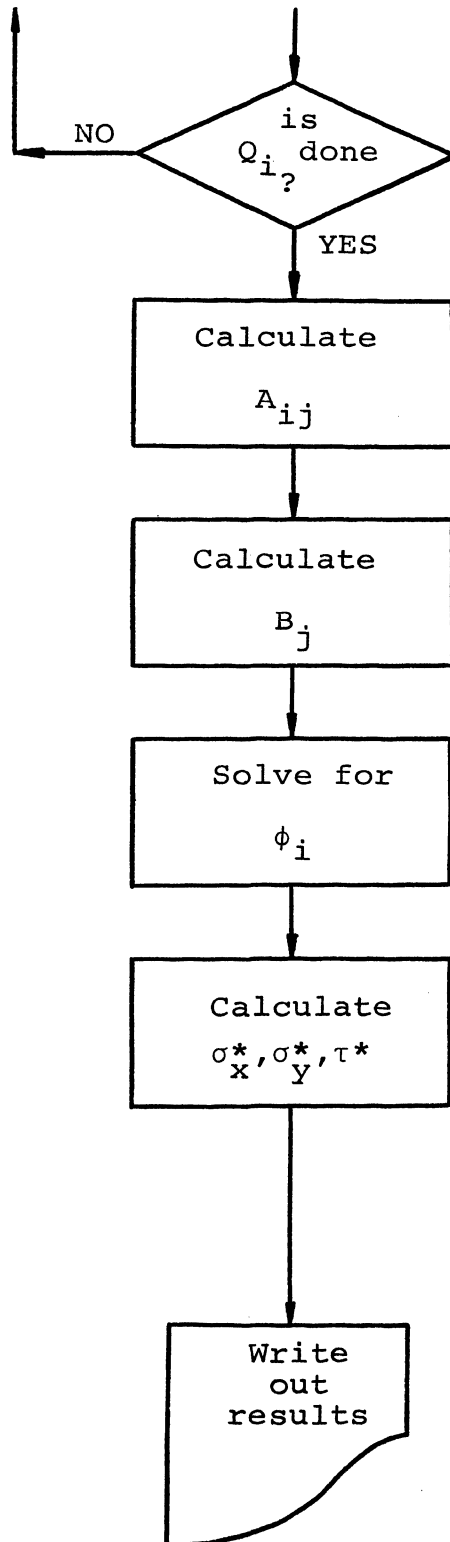 is
NO
Q_i done
?
YES
Calculate
A_ij
Calculate
B_j
Solve for
ϕ_i
Calculate
σ*_x, σ*_y, τ*
Write
out
results